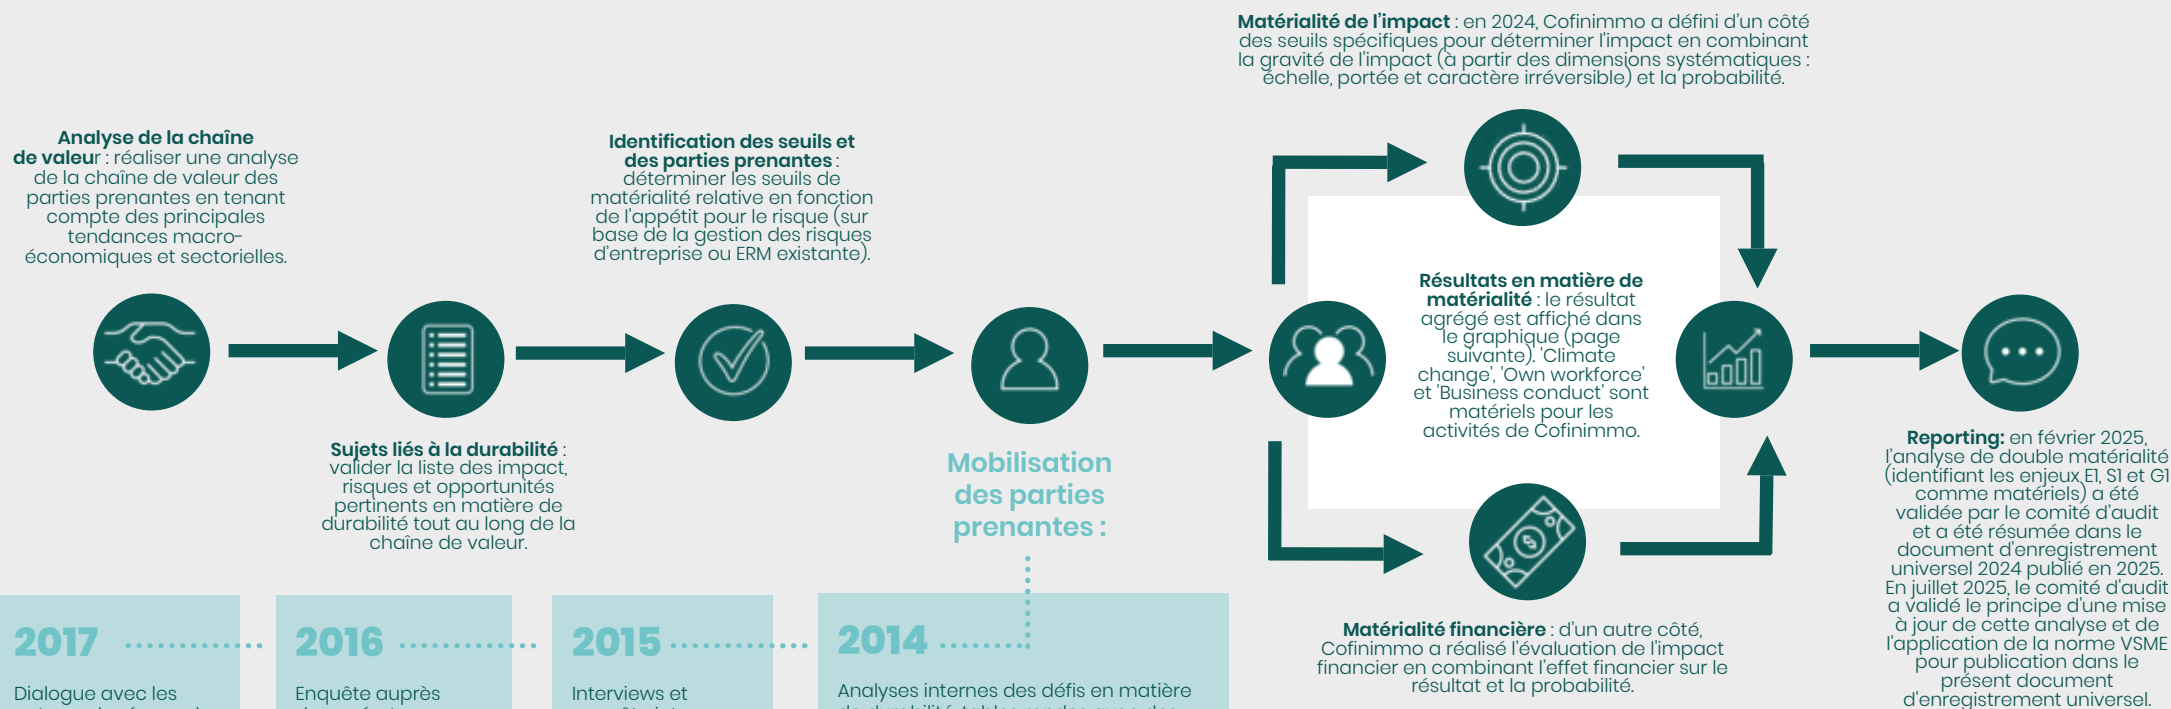 Analyse de la chaîne
de valeur : réaliser une analyse
de la chaîne de valeur des
parties prenantes en tenant
compte des principales
tendances macro-
économiques et sectorielles.
Sujets liés à la durabilité :
valider la liste des impact,
risques et opportunités
pertinents en matière de
durabilité tout au long de la
chaîne de valeur.
Identification des seuils et
des parties prenantes :
déterminer les seuils de
matérialité relative en fonction
de l'appétit pour le risque (sur
base de la gestion des risques
d'entreprise ou ERM existante).
Mobilisation
des parties
prenantes :
Matérialité de l'impact : en 2024, Cofinimmo a défini d'un côté
des seuils spécifiques pour déterminer l'impact en combinant
la gravité de l'impact (à partir des dimensions systématiques :
échelle, portée et caractère irréversible) et la probabilité.
Résultats en matière de
matérialité : le résultat
agrégé est affiché dans
le graphique (page
suivante). 'Climate
change', 'Own workforce'
et 'Business conduct' sont
matériels pour les
activités de Cofinimmo.
Matérialité financière : d'un autre côté,
Cofinimmo a réalisé l'évaluation de l'impact
financier en combinant l'effet financier sur le
résultat et la probabilité.
Reporting: en février 2025,
l'analyse de double matérialité
(identifiant les enjeux E1, S1 et G1
comme matériels) a été
validée par le comité d'audit
et a été résumée dans le
document d'enregistrement
universel 2024 publié en 2025.
En juillet 2025, le comité d'audit
a validé le principe d'une mise
à jour de cette analyse et de
l'application de la norme VSME
pour publication dans le
présent document
d'enregistrement universel.
2017
Dialogue avec les
2016
Enquête auprès
2015
Interviews et
2014
Analyses internes des défis en matière